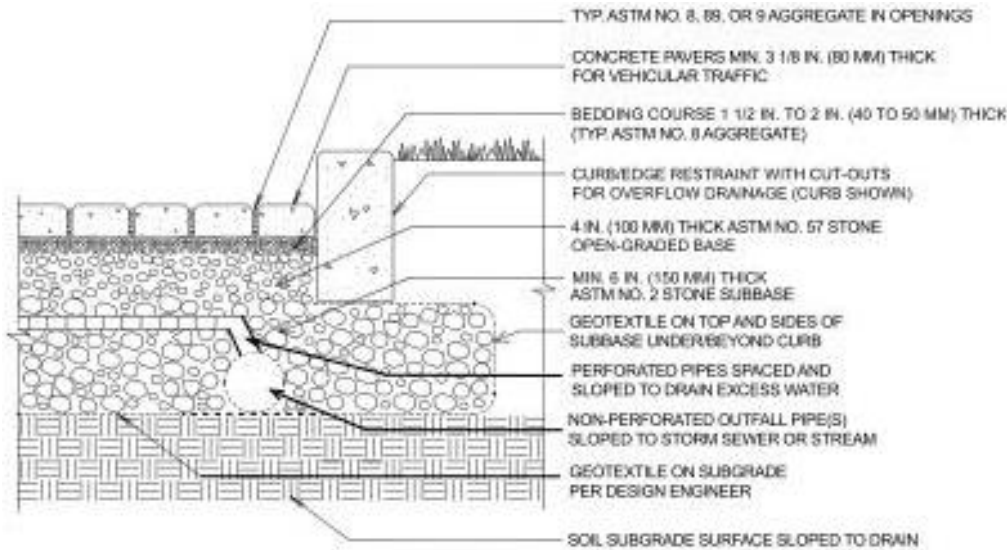 TYP. ASTM NO. 8, 89, OR 9 AGGREGATE IN OPENINGS
CONCRETE PAVERS MIN. 3 1/8 IN. (80 MM) THICK
FOR VEHICULAR TRAFFIC
BEDDING COURSE 1 1/2 IN. TO 2 IN. (40 TO 50 MM) THICK
(TYP. ASTM NO. 8 AGGREGATE)
CURB/EDGE RESTRAINT WITH CUT-OUTS
FOR OVERFLOW DRAINAGE (CURB SHOWN)
4 IN. (100 MM) THICK ASTM NO. 57 STONE
OPEN-GRADED BASE
MIN. 6 IN. (150 MM) THICK
ASTM NO. 2 STONE SUBBASE
GEOTEXTILE ON TOP AND SIDES OF
SUBBASE UNDER/BEYOND CURB
PERFORATED PIPES SPACED AND
SLOPED TO DRAIN EXCESS WATER
NON-PERFORATED OUTFALL PIPE(S)
SLOPED TO STORM SEWER OR STREAM
GEOTEXTILE ON SUBGRADE
PER DESIGN ENGINEER
SOIL SUBGRADE SURFACE SLOPED TO DRAIN